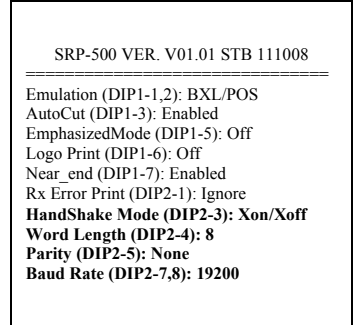 SRP-500 VER. V01.01 STB 111008
================================
Emulation (DIP1-1,2): BXL/POS
AutoCut (DIP1-3): Enabled
EmphasizedMode (DIP1-5): Off
Logo Print (DIP1-6): Off
Near_end (DIP1-7): Enabled
Rx Error Print (DIP2-1): Ignore
HandShake Mode (DIP2-3): Xon/Xoff
Word Length (DIP2-4): 8
Parity (DIP2-5): None
Baud Rate (DIP2-7,8): 19200